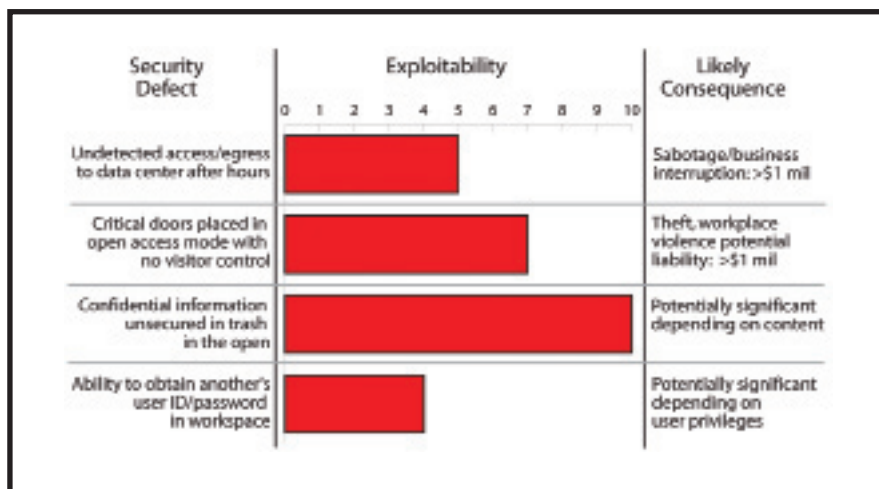 Security
Defect
Exploitability
Likely
Consequence
0 1 2 3 4 5 6 7 8 9 10
Undetected access/egress
to data center after hours
Sabotage/business
interruption: >$1 mil
Critical doors placed in
open access mode with
no visitor control
Theft, workplace
violence potential
liability: >$1 mil
Confidential information
unsecured in trash
in the open
Potentially significant
depending on content
Ability to obtain another's
user ID/password
in workspace
Potentially significant
depending on
user privileges